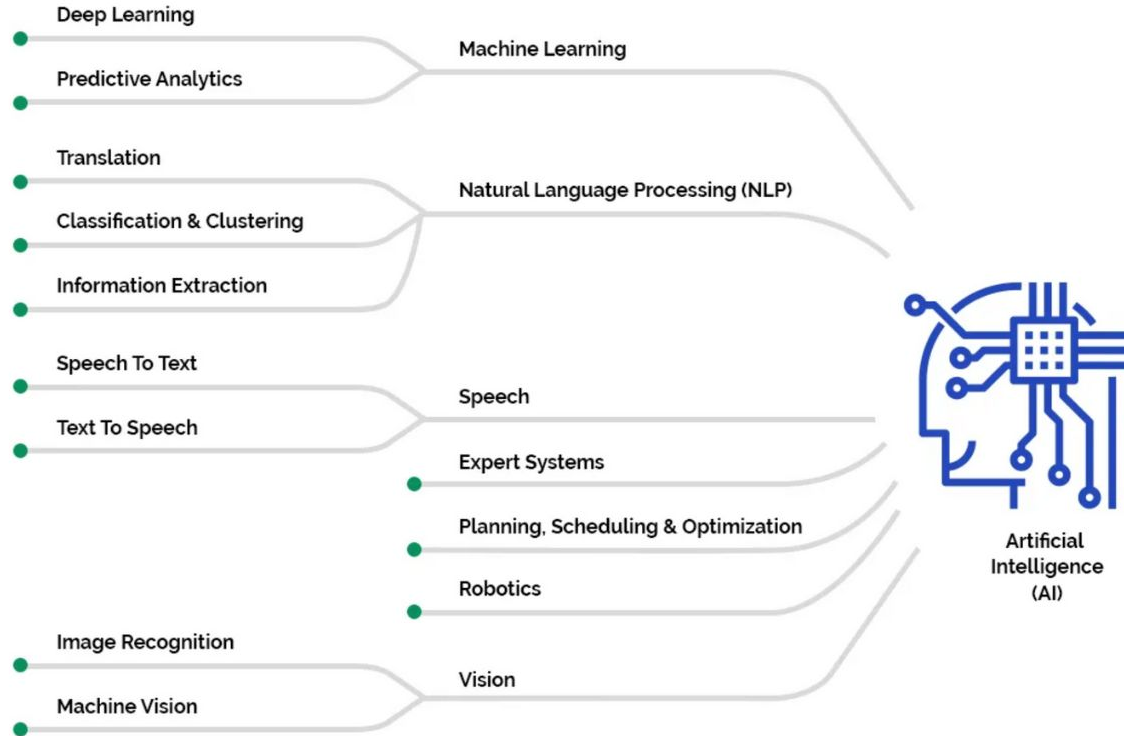 Deep Learning
Machine Learning
Predictive Analytics
Translation
Natural Language Processing (NLP)
Classification & Clustering
Information Extraction
Speech To Text
Speech
Text To Speech
Expert Systems
Planning, Scheduling & Optimization
Artificial
Intelligence
(AI)
Robotics
Image Recognition
Vision
Machine Vision